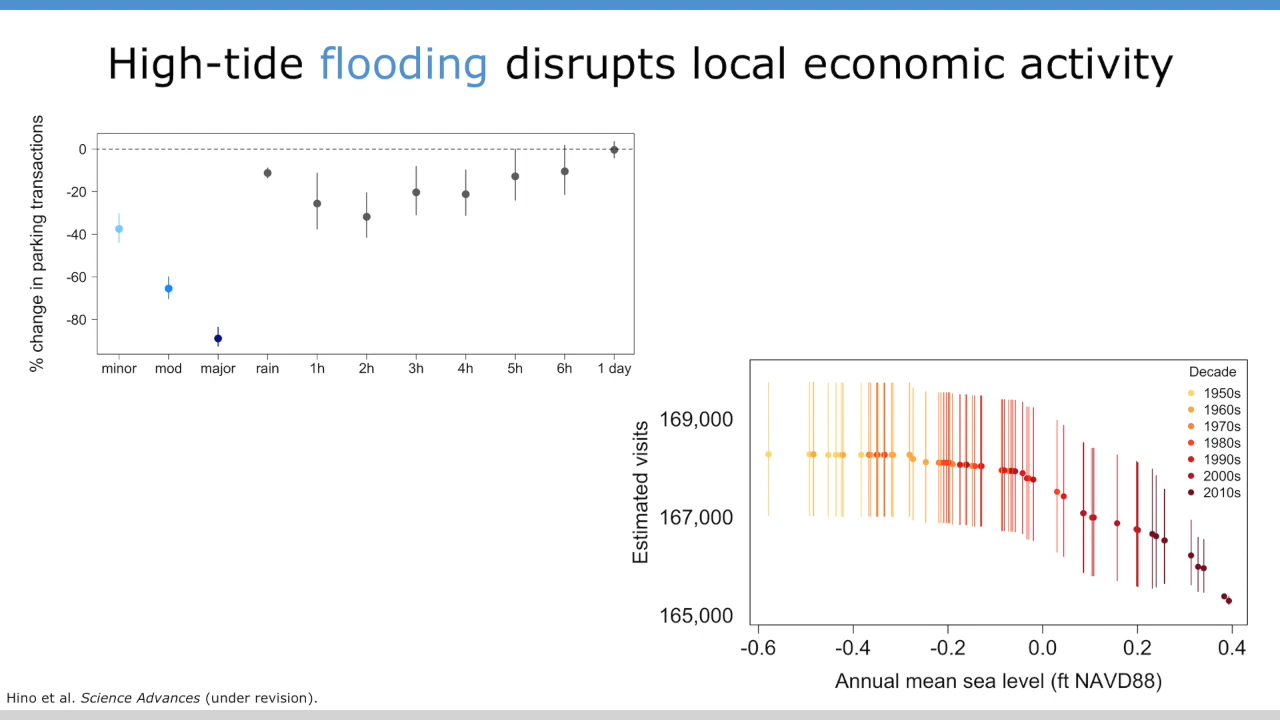 High-tide flooding disrupts local economic activity
% change in parking transactions
0
-20
-40
-60
-80
minor mod major rain 1h 2h 3h 4h 5h 6h 1 day
Estimated visits
169,000
167,000
165,000
Decade
1950s
1960s
1970s
1980s
1990s
2000s
2010s
-0.6 -0.4 -0.2 0.0 0.2 0.4
Annual mean sea level (ft NAVD88)
Hino et al. Science Advances (under revision).